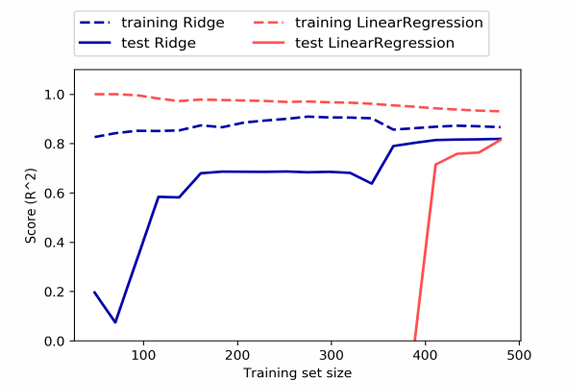 training Ridge
training LinearRegression
test Ridge
test LinearRegression
1.0
0.8
0.6
0.4
0.2
0.0
Score (R^2)
100
200
300
400
500
Training set size